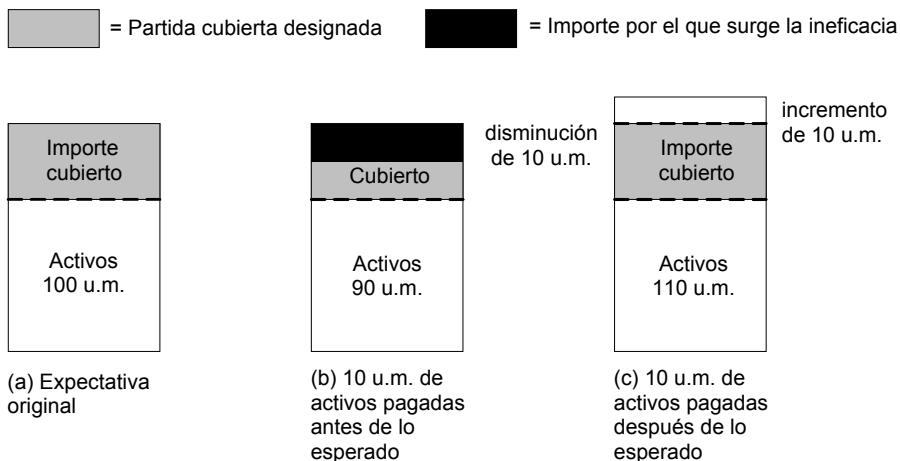 = Partida cubierta designada
= Importe por el que surge la ineficacia
Importe
cubierto
Activos
100 u.m.
(a) Expectativa
original
Cubierto
disminución
de 10 u.m.
Activos
90 u.m.
(b) 10 u.m. de
activos pagadas
antes de lo
esperado
Importe
cubierto
incremento
de 10 u.m.
Activos
110 u.m.
(c) 10 u.m. de
activos pagadas
después de lo
esperado